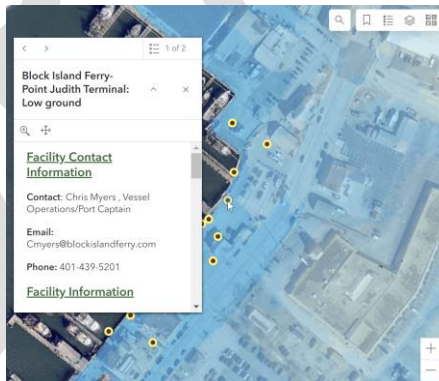 1 of 2
Block Island Ferry-
Point Judith Terminal:
Low ground
Facility Contact
Information
Contact: Chris Myers , Vessel
Operations/Port Captain
Email:
Cmyers@blockislandferry.com
Phone: 401-439-5201
Facility Information